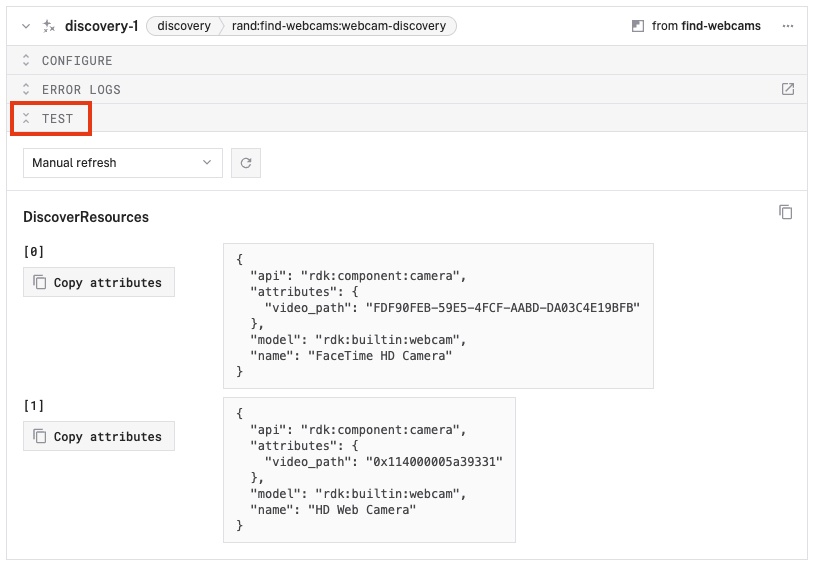 discovery-1 discovery rand:find-webcams:webcam-discovery from find-webcams
CONFIGURE
ERROR LOGS
TEST
Manual refresh
DiscoverResources
[0]
Copy attributes
{
"api": "rdk:component:camera",
"attributes": {
"video_path": "FDF90FEB-59E5-4FCF-AABD-DA03C4E19BFB"
},
"model": "rdk:builtin:webcam",
"name": "FaceTime HD Camera"
}
[1]
Copy attributes
{
"api": "rdk:component:camera",
"attributes": {
"video_path": "0x114000005a39331"
},
"model": "rdk:builtin:webcam",
"name": "HD Web Camera"
}